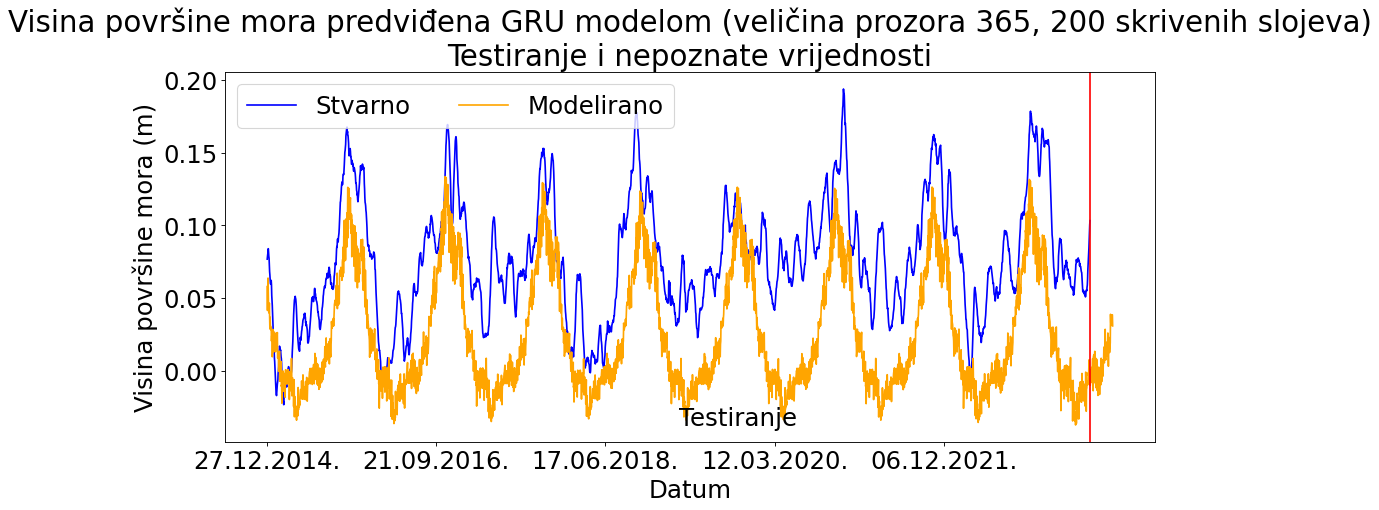 Visina površine mora predviđena GRU modelom (veličina prozora 365, 200 skrivenih slojeva)
Testiranje i nepoznate vrijednosti
Stvarno
Modelirano
Visina površine mora (m)
0.20
0.15
0.10
0.05
0.00
Testiranje
27.12.2014.
21.09.2016.
17.06.2018.
12.03.2020.
06.12.2021.
Datum